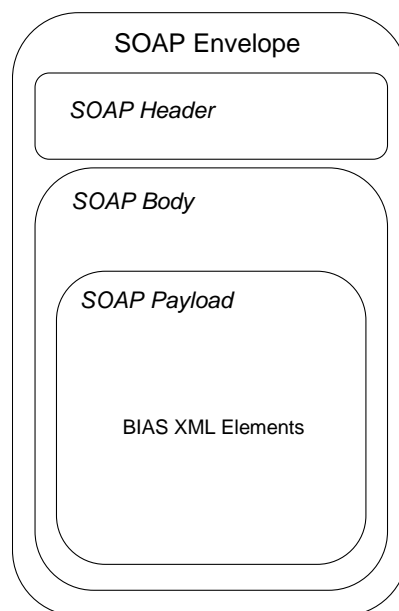 SOAP Envelope
SOAP Header
SOAP Body
SOAP Payload
BIAS XML Elements